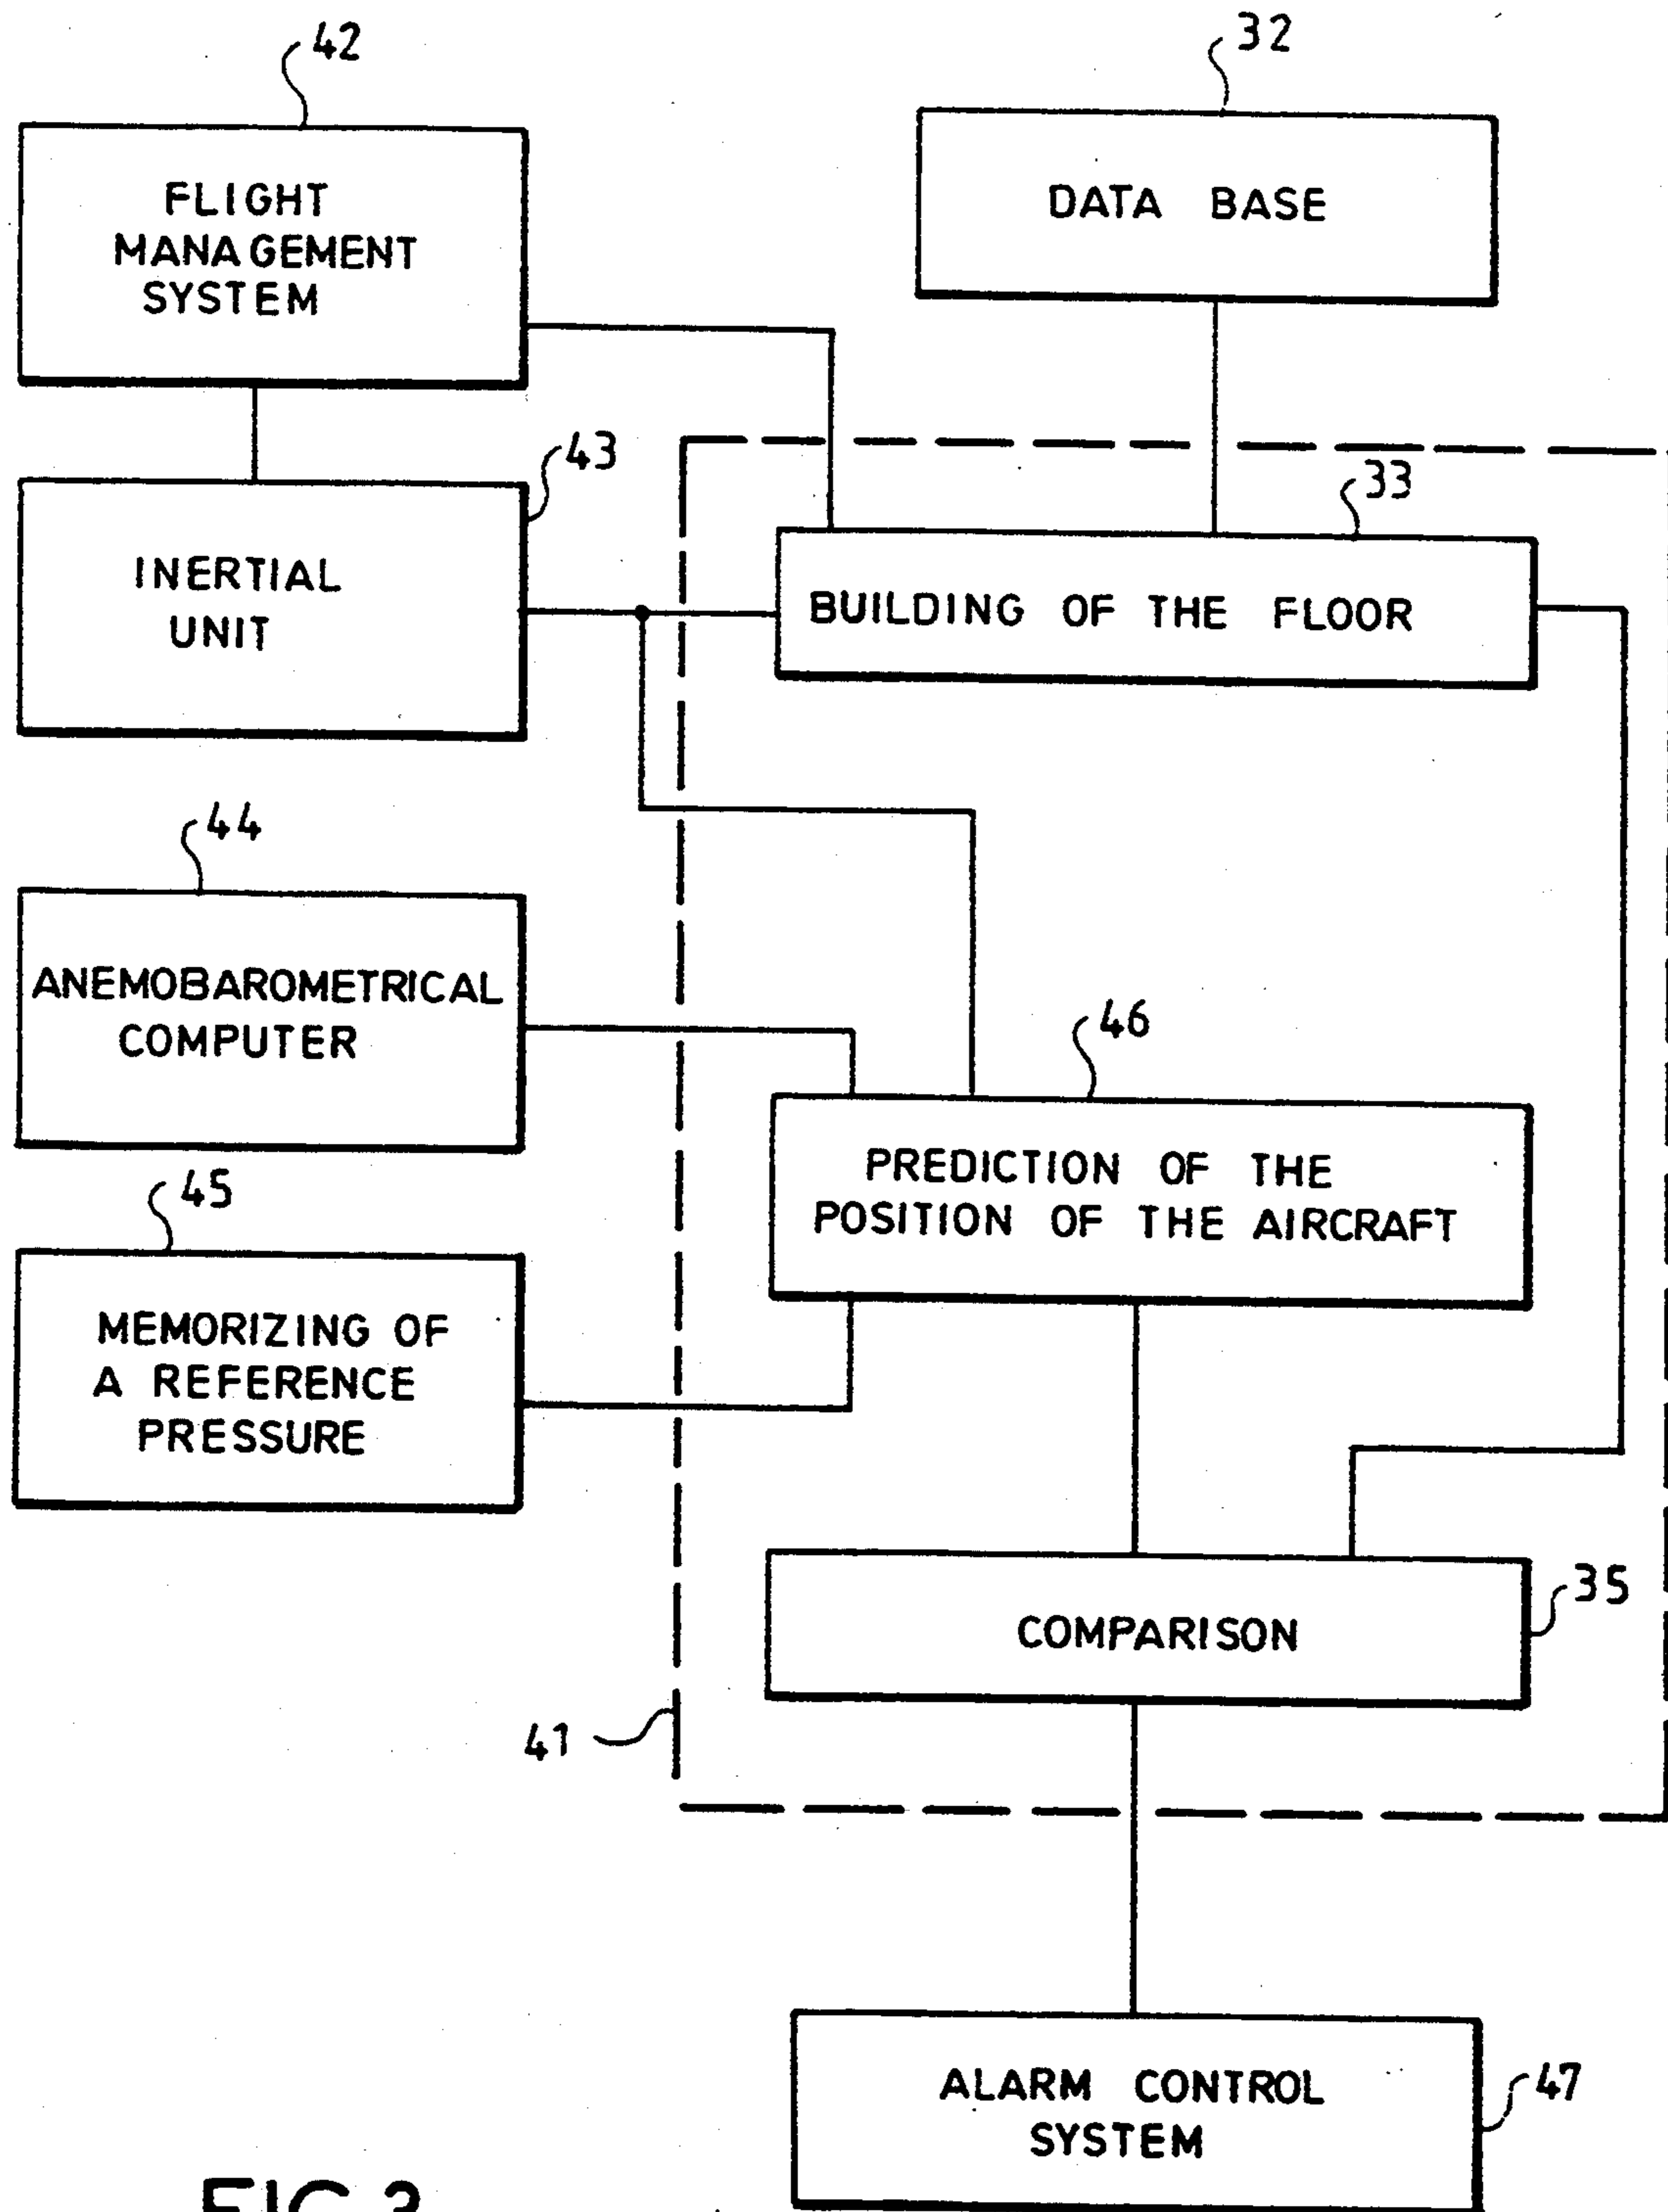 42
32
FLIGHT
MANAGEMENT
SYSTEM
DATA BASE
43
33
INERTIAL
UNIT
BUILDING OF THE FLOOR
44
ANEMOBAROMETRICAL
COMPUTER
46
PREDICTION OF THE
POSITION OF THE AIRCRAFT
45
MEMORIZING OF
A REFERENCE
PRESSURE
35
COMPARISON
41
ALARM CONTROL
SYSTEM
47